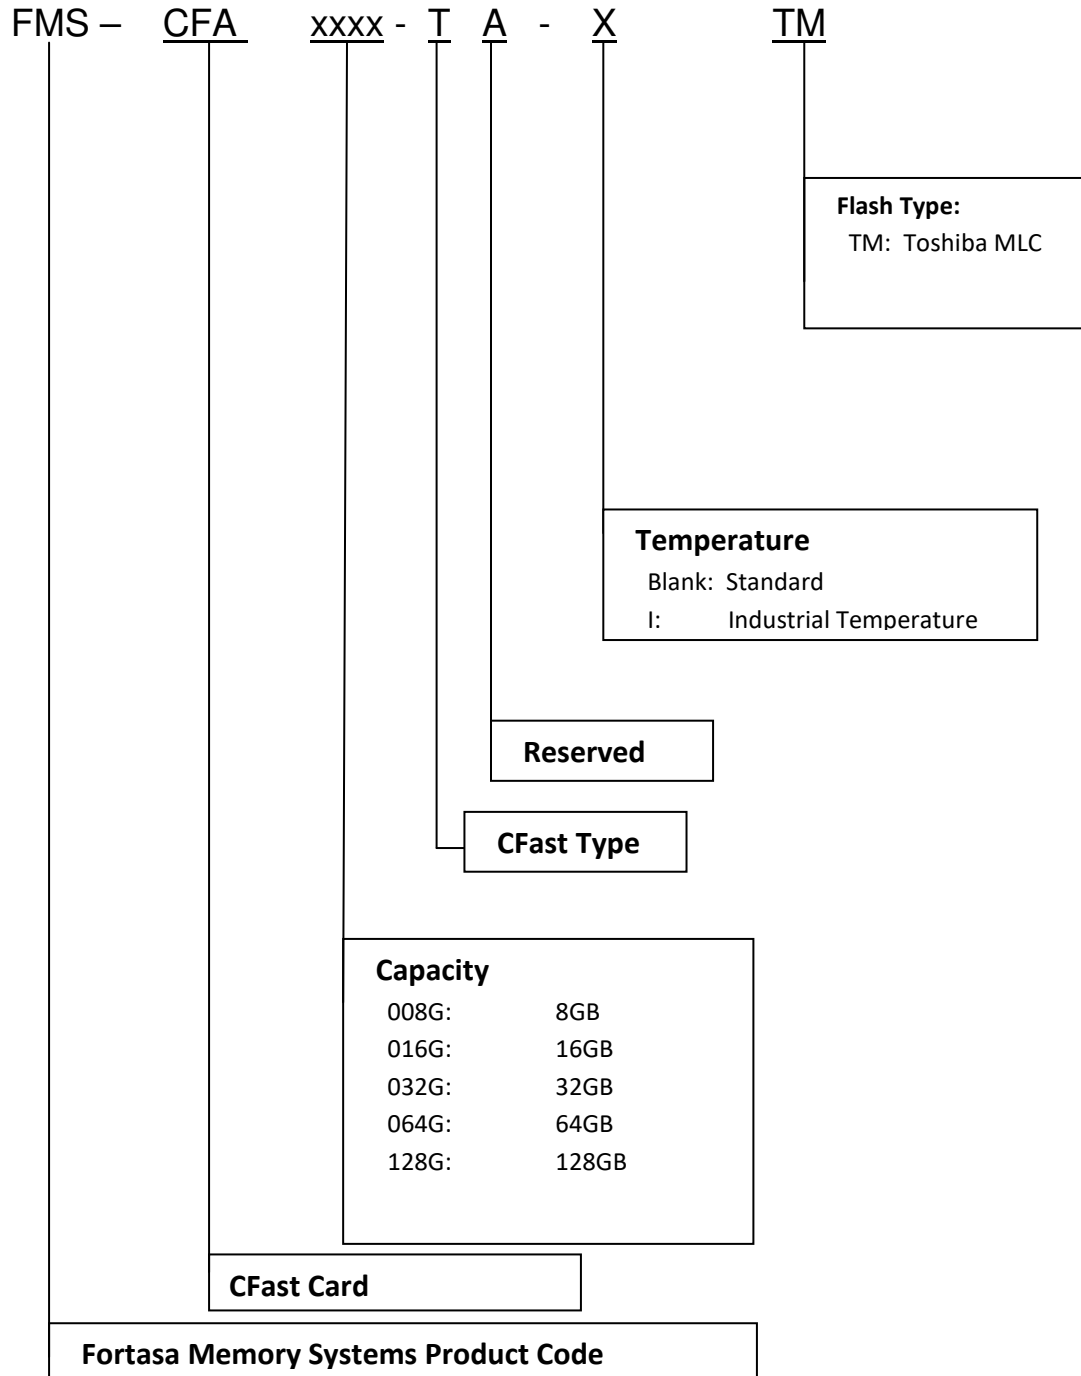 FMS – CFA xxxx - T A - X TM
Flash Type:
TM: Toshiba MLC
Temperature
Blank: Standard
I: Industrial Temperature
Reserved
CFast Type
Capacity
008G: 8GB
016G: 16GB
032G: 32GB
064G: 64GB
128G: 128GB
CFast Card
Fortasa Memory Systems Product Code